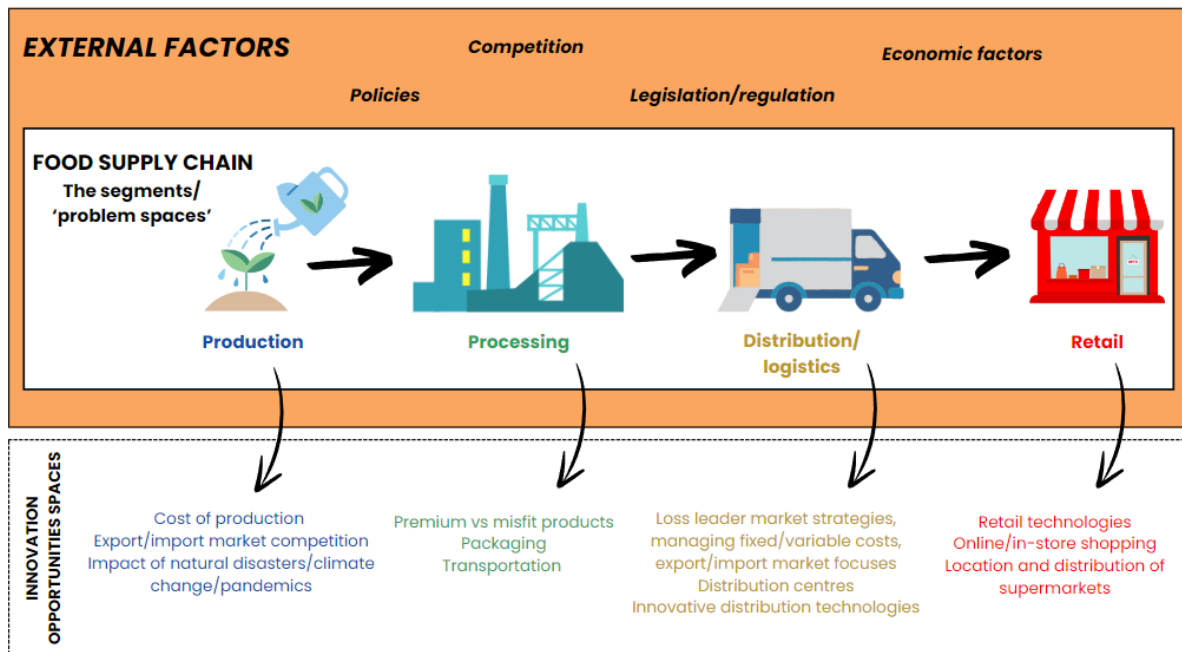 EXTERNAL FACTORS
Competition
Economic factors
Policies
Legislation/regulation
FOOD SUPPLY CHAIN
The segments/
‘problem spaces’
Production
Processing
Distribution/
logistics
Retail
INNOVATION
OPPORTUNITIES SPACES
Cost of production
Export/import market competition
Impact of natural disasters/climate
change/pandemics
Premium vs misfit products
Packaging
Transportation
Loss leader market strategies,
managing fixed/variable costs,
export/import market focuses
Distribution centres
Innovative distribution technologies
Retail technologies
Online/in-store shopping
Location and distribution of
supermarkets